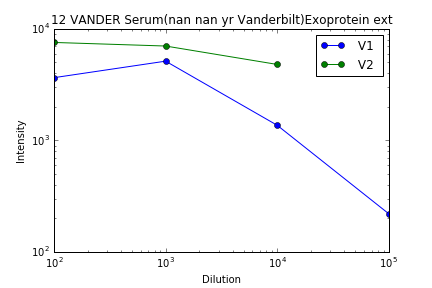 12 VANDER Serum(nan nan yr Vanderbilt)Exoprotein ext
10^4
10^3
10^2
Intensity
V1
V2
10^2 10^3 10^4 10^5
Dilution